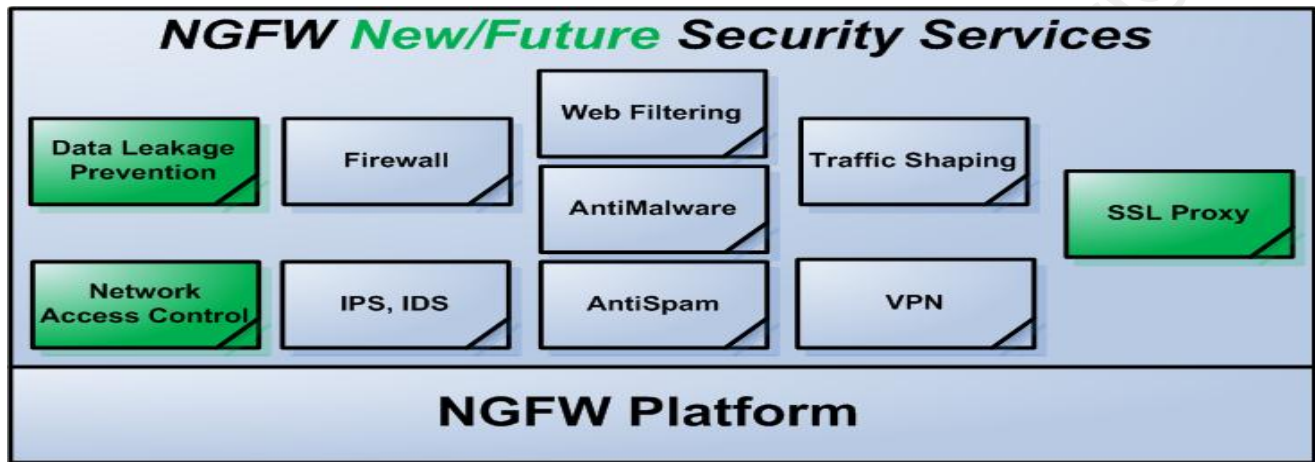 NGFW New/Future Security Services
Data Leakage
Prevention
Firewall
Web Filtering
AntiMalware
Traffic Shaping
SSL Proxy
Network
Access Control
IPS, IDS
AntiSpam
VPN
NGFW Platform